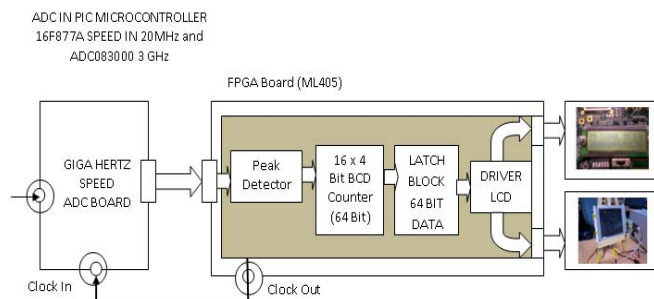 ADC IN PIC MICROCONTROLLER
16F877A SPEED IN 20MHz and
ADC083000 3 GHz
FPGA Board (ML405)
GIGA HERTZ
SPEED
ADC BOARD
Peak
Detector
16 x 4
Bit BCD
Counter
(64 Bit)
LATCH
BLOCK
64 BIT
DATA
DRIVER
LCD
Clock In
Clock Out